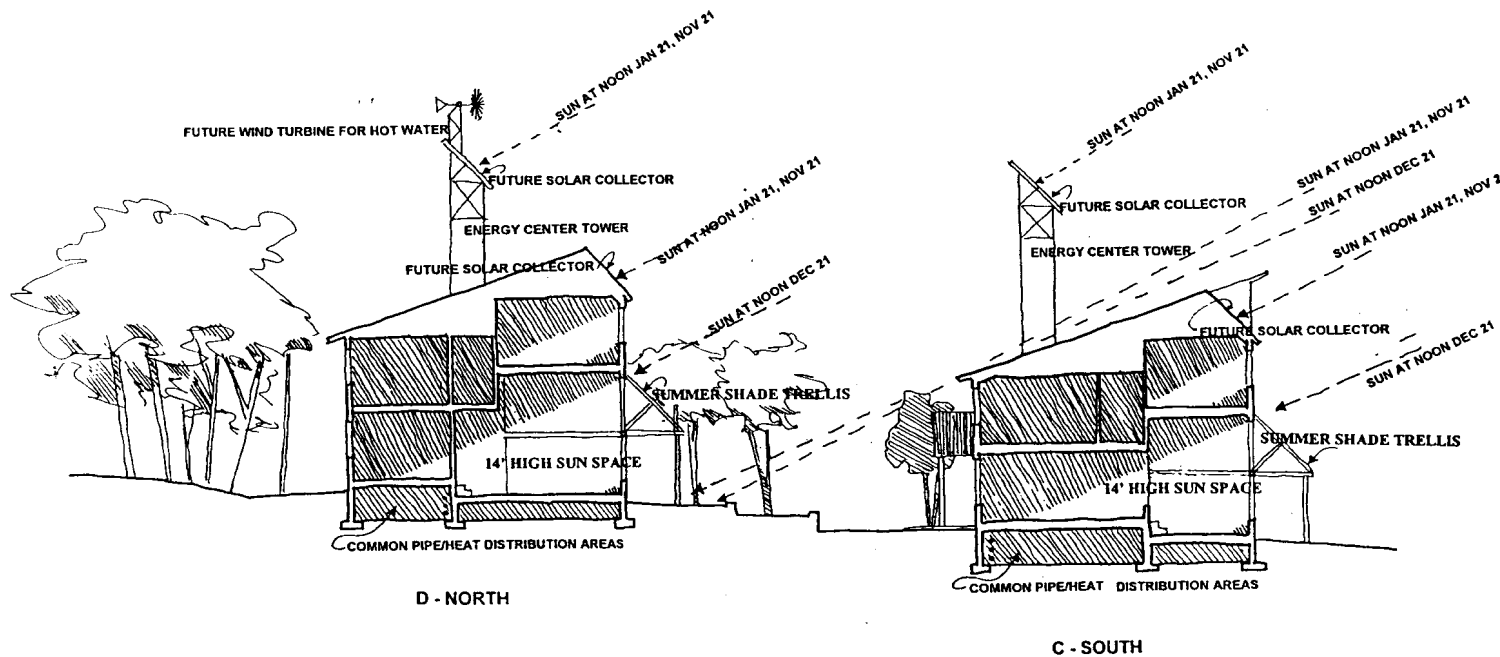 SUN AT NOON JAN 21, NOV 21
FUTURE WIND TURBINE FOR HOT WATER
FUTURE SOLAR COLLECTOR
ENERGY CENTER TOWER
FUTURE SOLAR COLLECTOR
SUN AT NOON JAN 21, NOV 21
SUN AT NOON DEC 21
SUMMER SHADE TRELLIS
14' HIGH SUN SPACE
COMMON PIPE/HEAT DISTRIBUTION AREAS
D - NORTH
SUN AT NOON JAN 21, NOV 21
SUN AT NOON JAN 21, NOV 21
SUN AT NOON DEC 21
SUN AT NOON JAN 21, NOV 2
FUTURE SOLAR COLLECTOR
ENERGY CENTER TOWER
FUTURE SOLAR COLLECTOR
SUN AT NOON DEC 21
SUMMER SHADE TRELLIS
14' HIGH SUN SPACE
COMMON PIPE/HEAT DISTRIBUTION AREAS
C - SOUTH